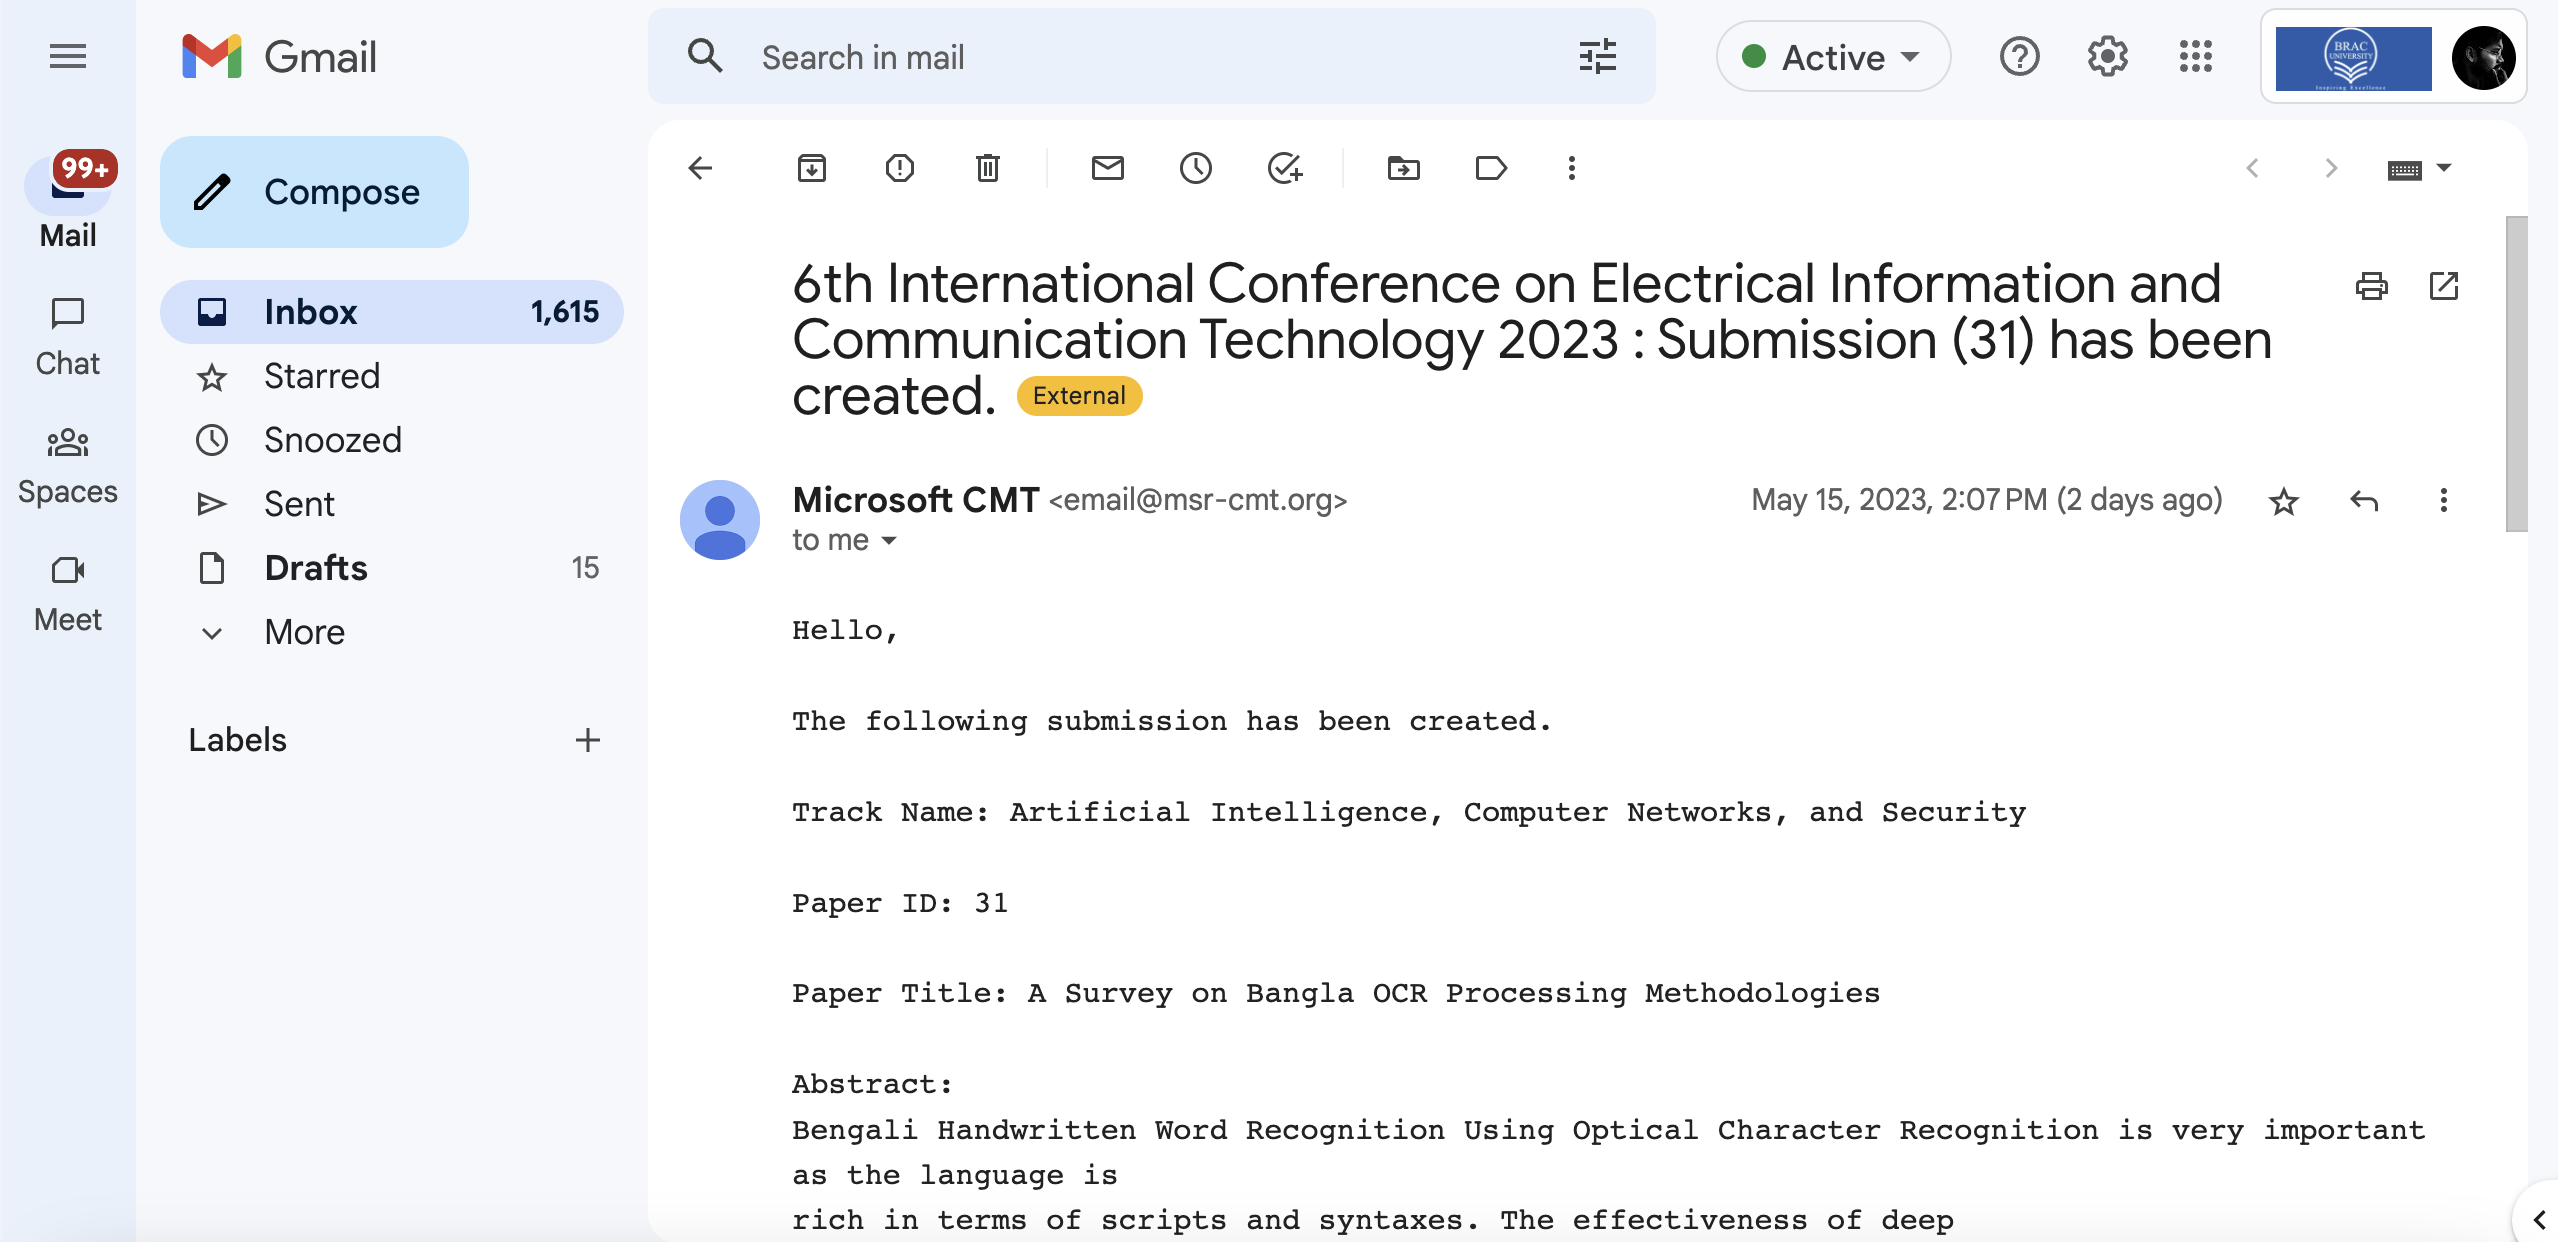 Gmail
Search in mail
Active
BRAC
UNIVERSITY
Inspiring Excellence
99+
Mail
Chat
Spaces
Meet
Compose
Inbox 1,615
Starred
Snoozed
Sent
Drafts 15
More
Labels
6th International Conference on Electrical Information and
Communication Technology 2023 : Submission (31) has been
created. External
Microsoft CMT <email@msr-cmt.org> May 15, 2023, 2:07 PM (2 days ago)
to me
Hello,
The following submission has been created.
Track Name: Artificial Intelligence, Computer Networks, and Security
Paper ID: 31
Paper Title: A Survey on Bangla OCR Processing Methodologies
Abstract:
Bengali Handwritten Word Recognition Using Optical Character Recognition is very important
as the language is
rich in terms of scripts and syntaxes. The effectiveness of deep